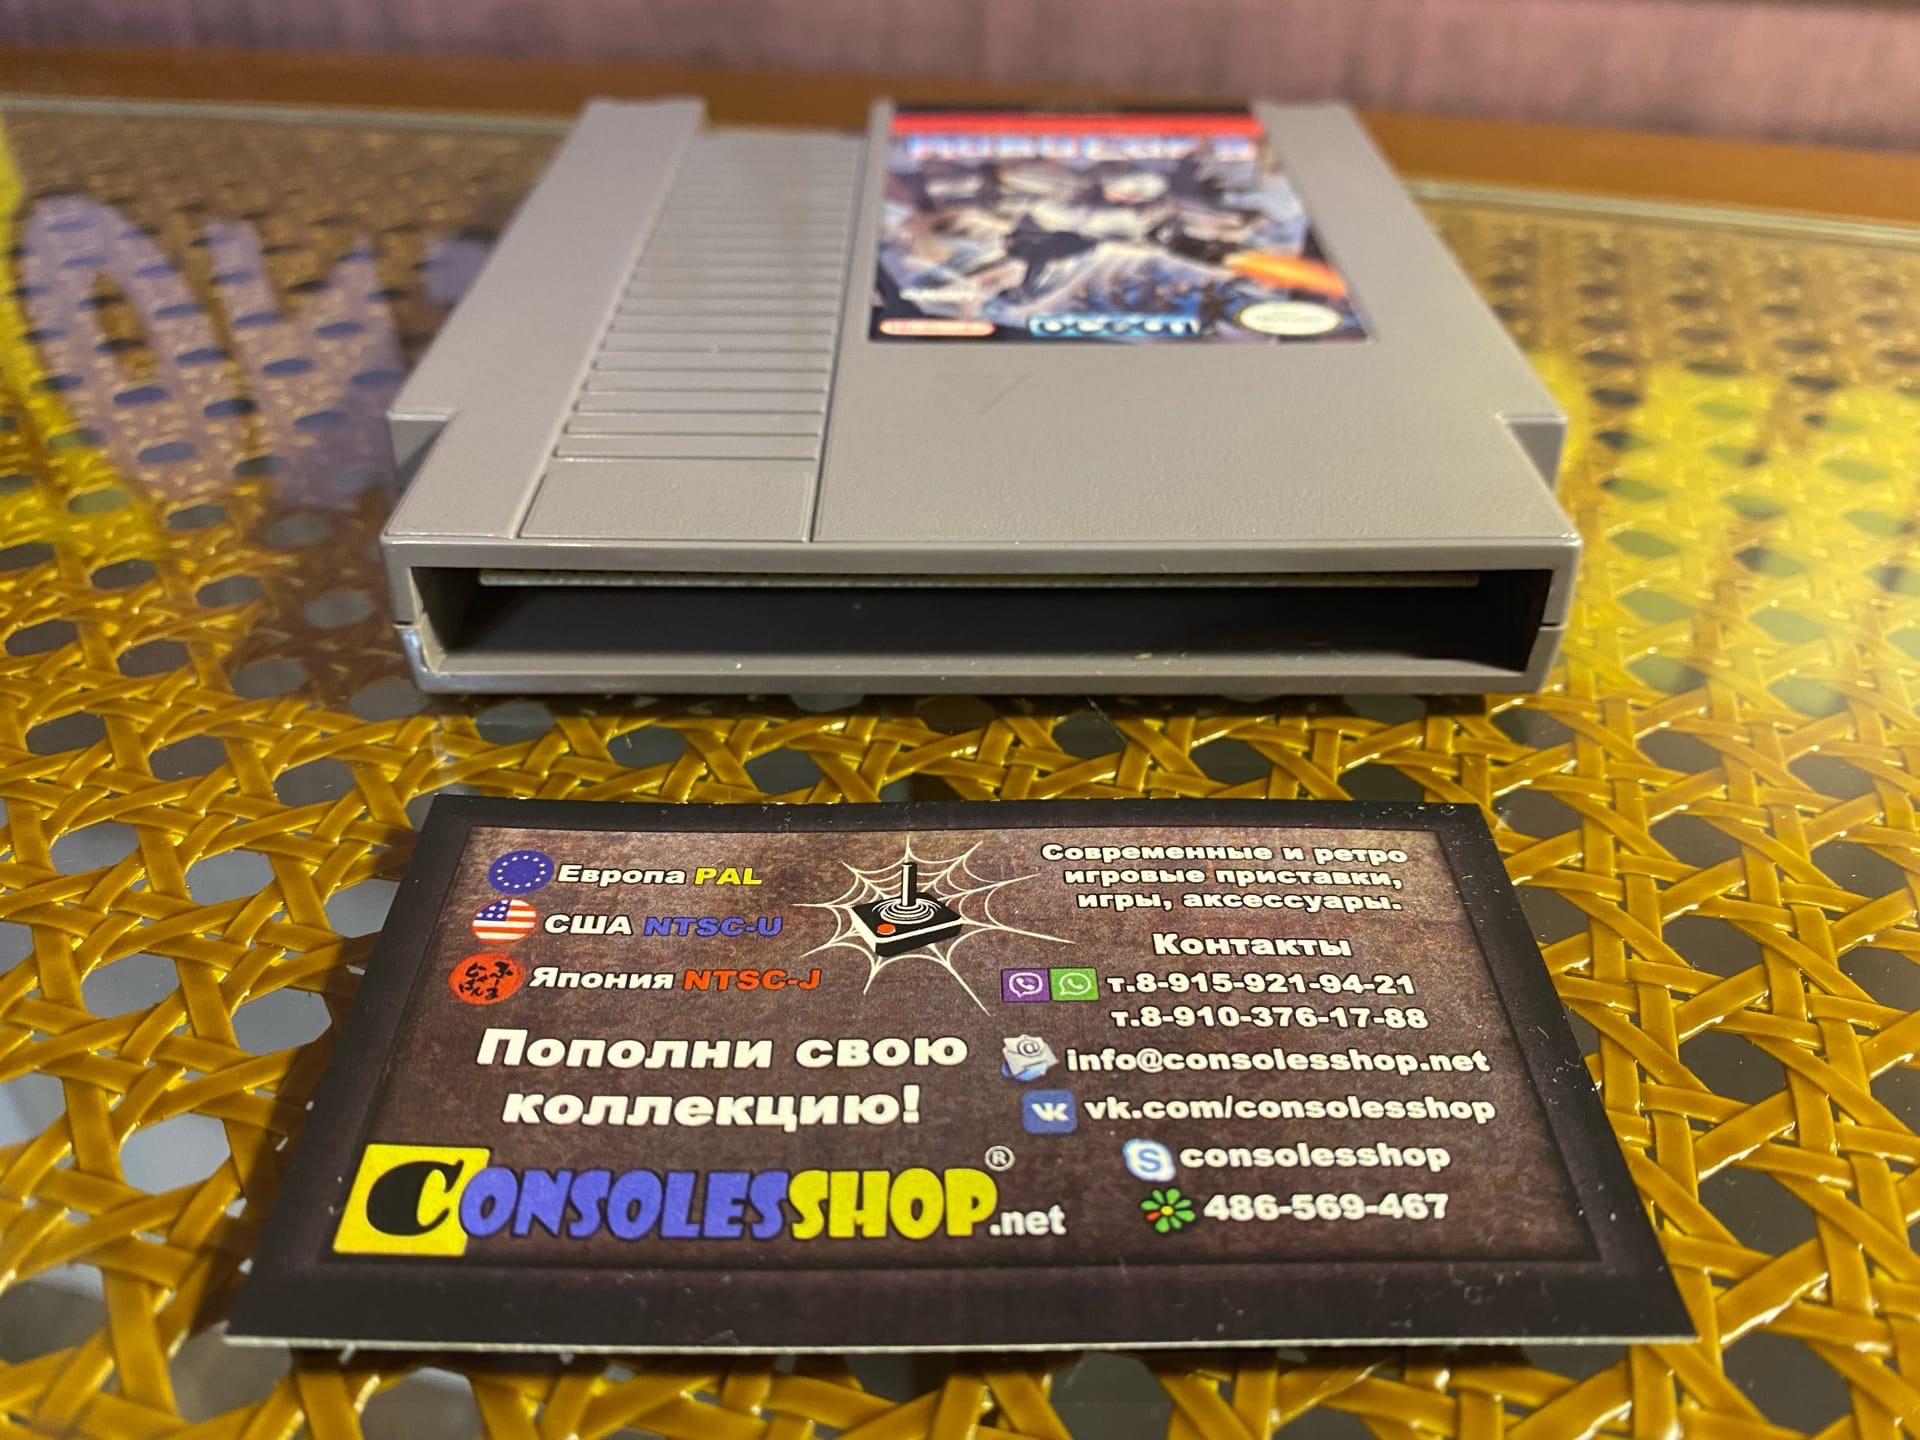 Европа PAL
США NTSC-U
Япония NTSC-J
Пополни свою
коллекцию!
CONSOLESSHOP.net
®
Современные и ретро
игровые приставки,
игры, аксессуары.
Контакты
т.8-915-921-94-21
т.8-910-376-17-88
info@consolesshop.net
vk.com/consolesshop
consolesshop
486-569-467